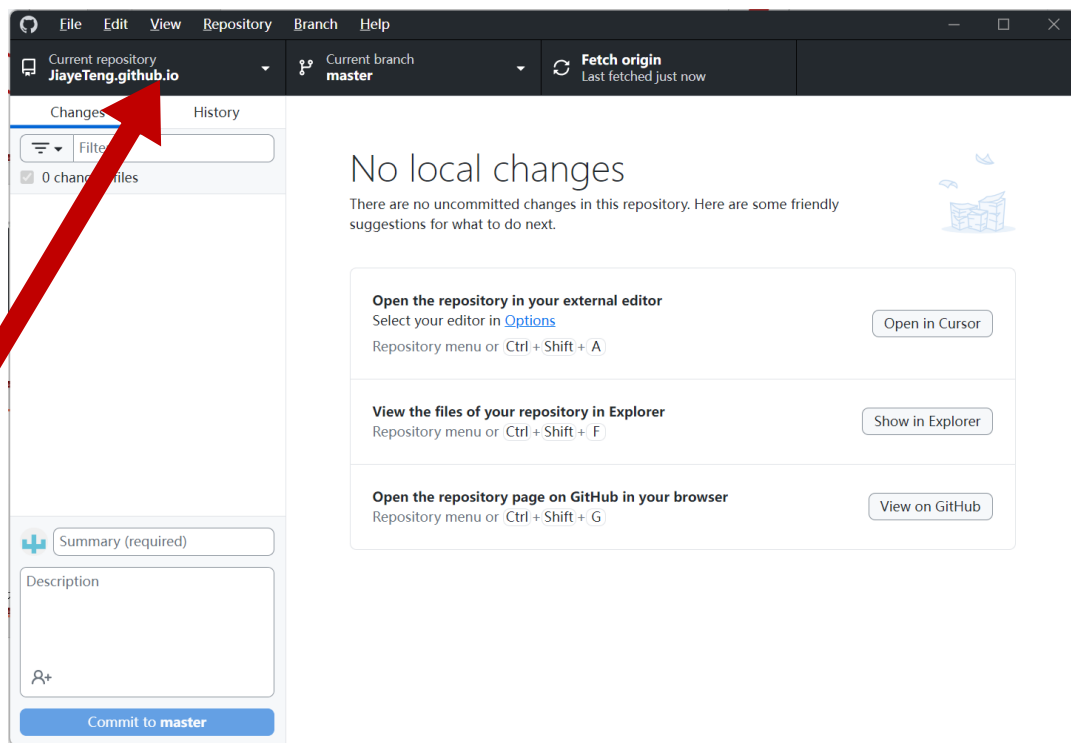 File Edit View Repository Branch Help
Current repository
JiayeTeng.github.io
Current branch
master
Fetch origin
Last fetched just now
Changes
History
Filte
0 chang files
No local changes
There are no uncommitted changes in this repository. Here are some friendly
suggestions for what to do next.
Open the repository in your external editor
Select your editor in Options
Repository menu or Ctrl + Shift + A
Open in Cursor
View the files of your repository in Explorer
Repository menu or Ctrl + Shift + F
Show in Explorer
Open the repository page on GitHub in your browser
Repository menu or Ctrl + Shift + G
View on GitHub
Summary (required)
Description
Commit to master